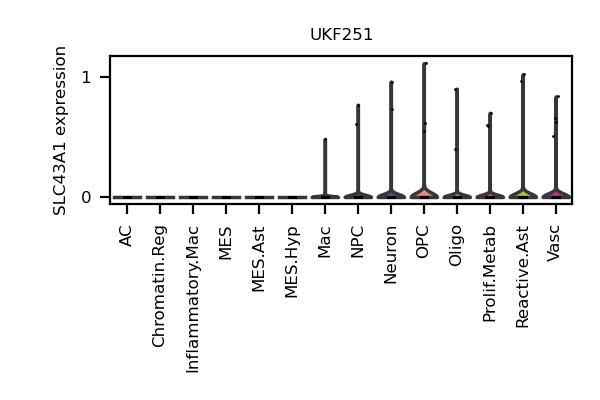 UKF251
SLC43A1 expression
1
0
AC
Chromatin.Reg
Inflammatory.Mac
MES
MES.Ast
MES.Hyp
Mac
NPC
Neuron
OPC
Oligo
Prolif.Metab
Reactive.Ast
Vasc